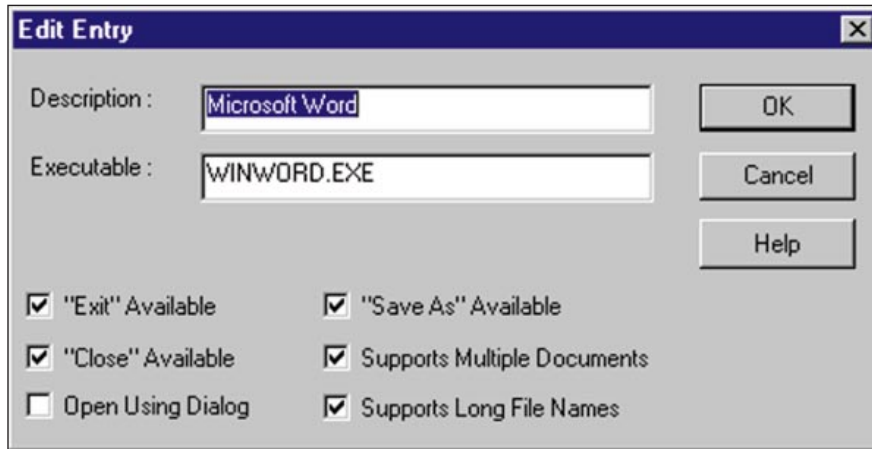 Edit Entry
Description : Microsoft Word OK
Executable : WINWORD.EXE Cancel
Help
"Exit" Available "Save As" Available
"Close" Available Supports Multiple Documents
Open Using Dialog Supports Long File Names